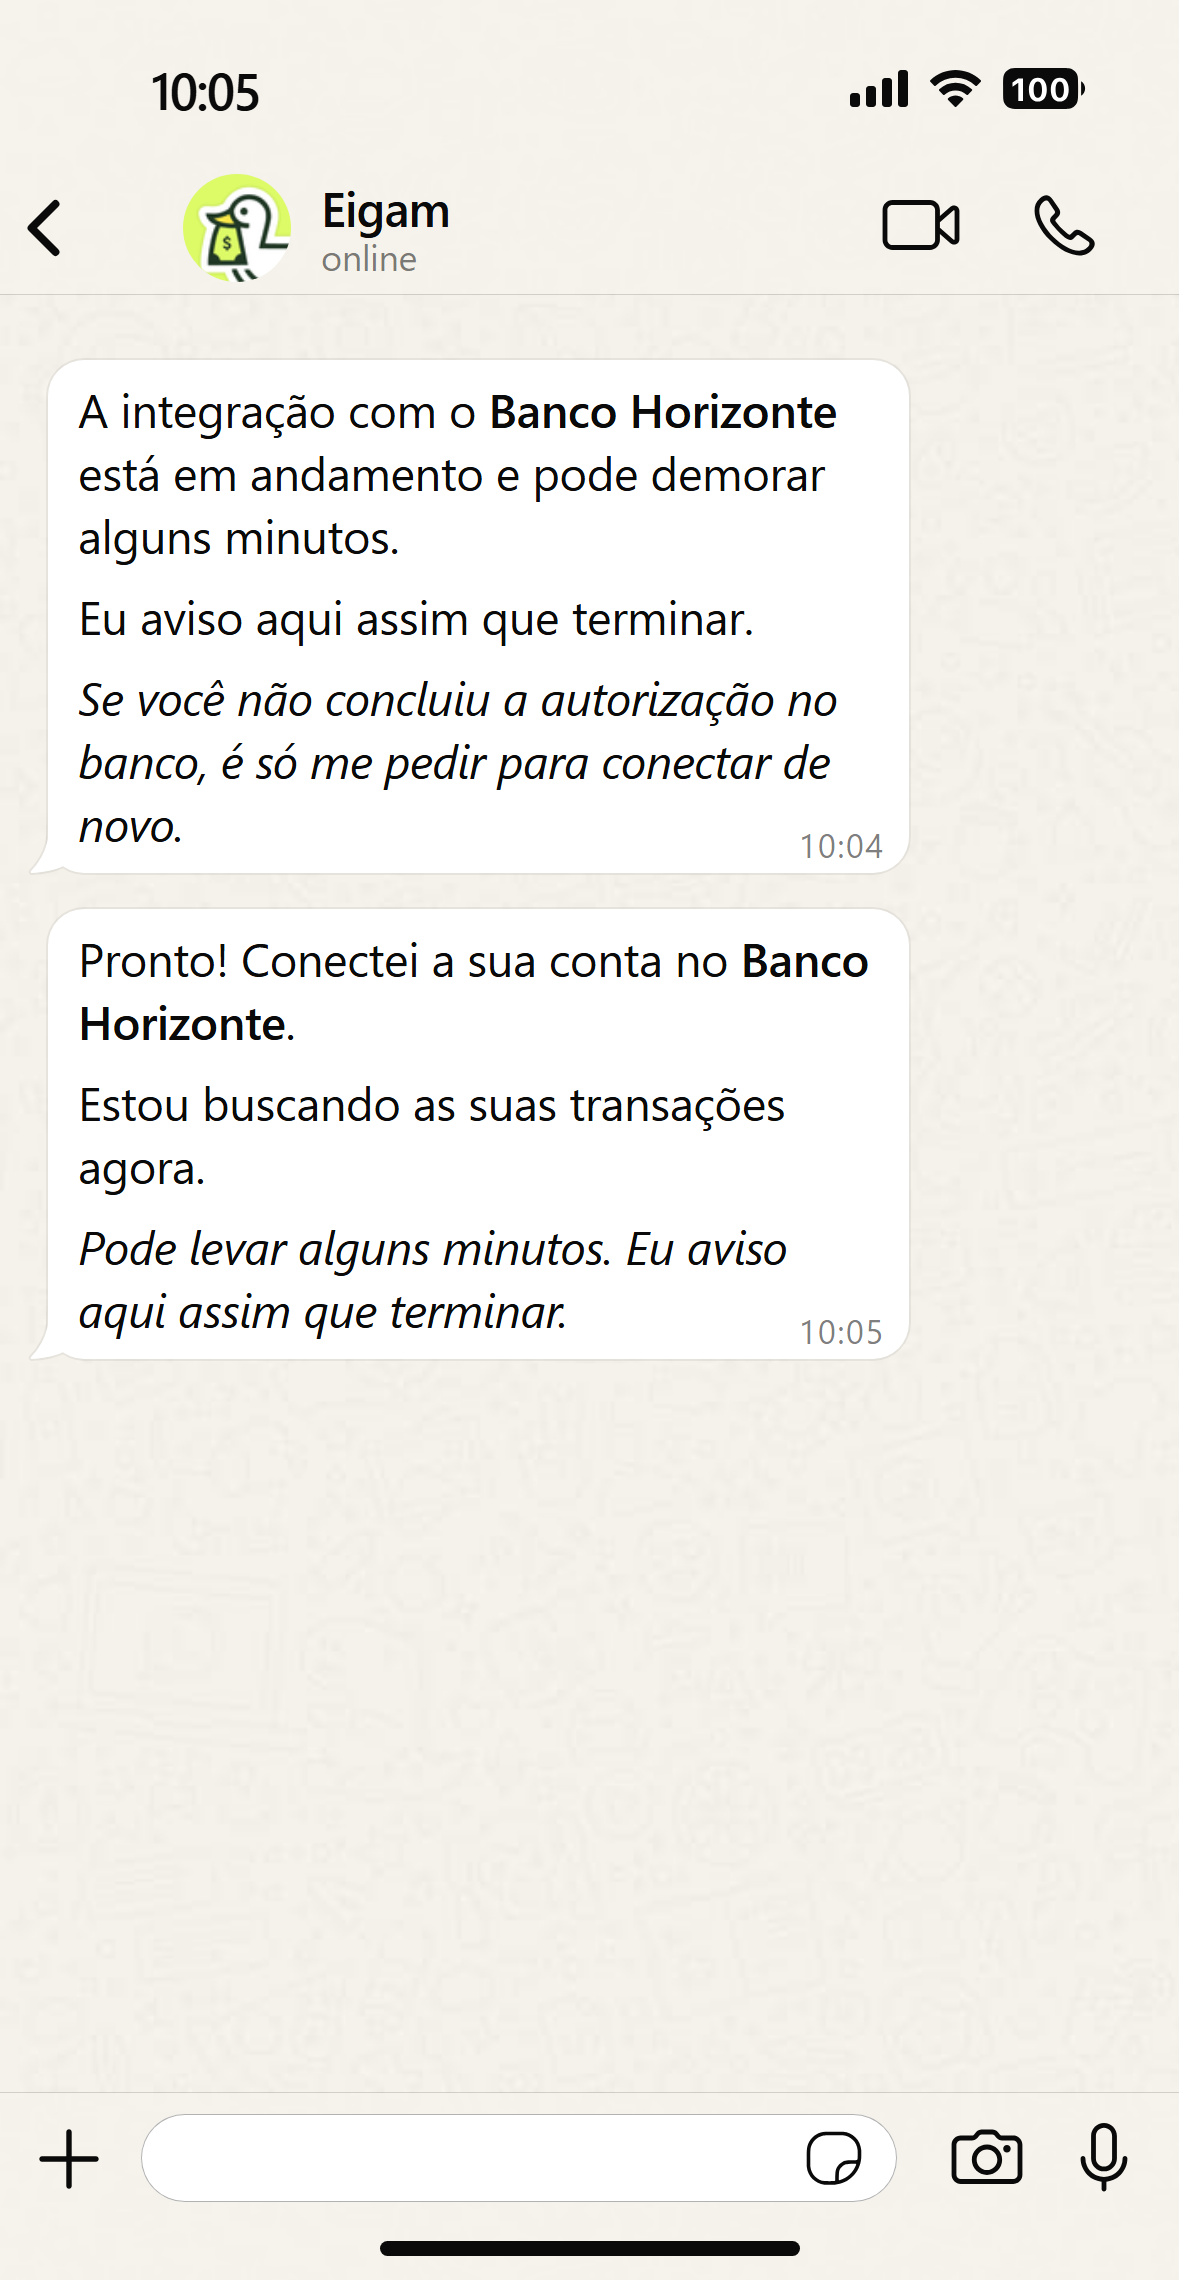 10:05
100
Eigam
online
$
A integração com o Banco Horizonte
está em andamento e pode demorar
alguns minutos.
Eu aviso aqui assim que terminar.
Se você não concluiu a autorização no
banco, é só me pedir para conectar de
novo.
10:04
Pronto! Conectei a sua conta no Banco
Horizonte.
Estou buscando as suas transações
agora.
Pode levar alguns minutos. Eu aviso
aqui assim que terminar.
10:05